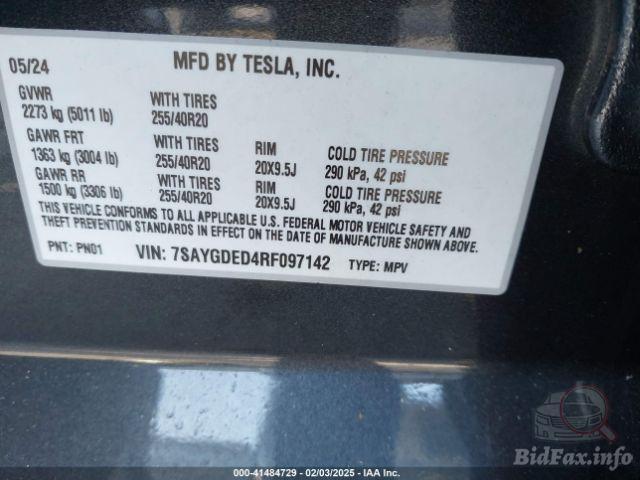 05/24 MFD BY TESLA, INC.
GVWR
2273 kg (5011 lb) WITH TIRES 255/40R20
GAWR FRT
1363 kg (3004 lb) WITH TIRES 255/40R20 RIM 20X9.5J COLD TIRE PRESSURE 290 kPa, 42 psi
GAWR RR
1500 kg (3306 lb) WITH TIRES 255/40R20 RIM 20X9.5J COLD TIRE PRESSURE 290 kPa, 42 psi
THIS VEHICLE CONFORMS TO ALL APPLICABLE U.S. FEDERAL MOTOR VEHICLE SAFETY AND
THEFT PREVENTION STANDARDS IN EFFECT ON THE DATE OF MANUFACTURE SHOWN ABOVE.
PNT: PN01 VIN: 7SAYGDED4RF097142 TYPE: MPV
BidFax.info
000-41484729 - 02/03/2025 - IAA Inc.